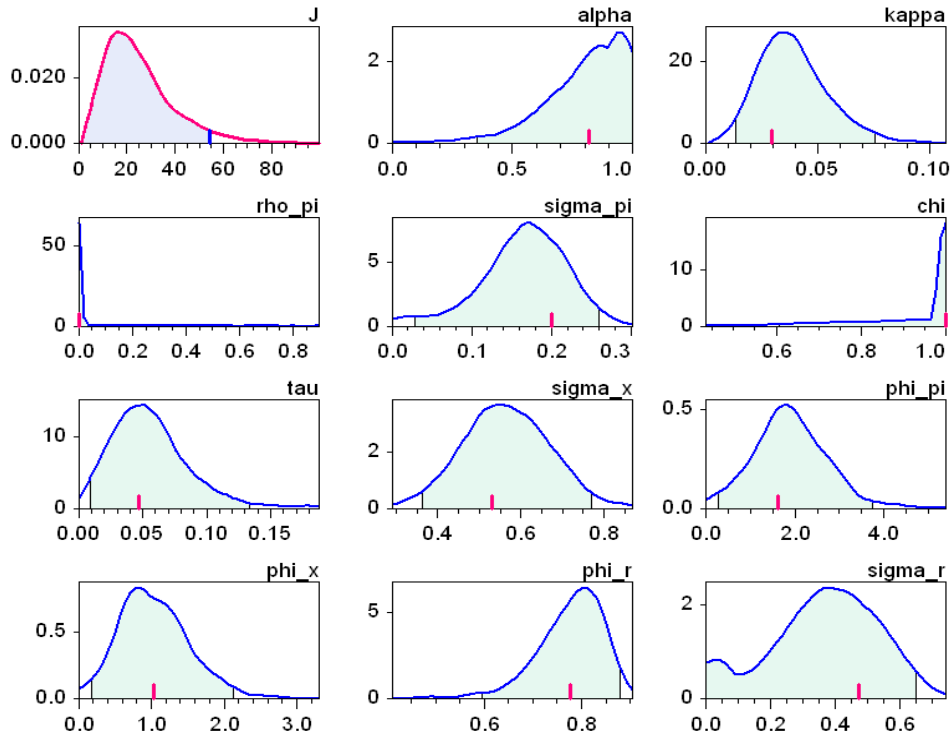 J alpha kappa
0.020 2 20
0.000 0 0
0 20 40 60 80 0.0 0.5 1.0 0.00 0.05 0.10
rho_pi sigma_pi chi
50 5 10
0 0 0
0.0 0.2 0.4 0.6 0.8 0.0 0.1 0.2 0.3 0.6 0.8 1.0
tau sigma_x phi_pi
10 2 0.5
0 0 0.0
0.00 0.05 0.10 0.15 0.4 0.6 0.8 0.0 2.0 4.0
phi_x phi_r sigma_r
0.5 5 2
0.0 0 0
0.0 1.0 2.0 3.0 0.6 0.8 0.0 0.2 0.4 0.6